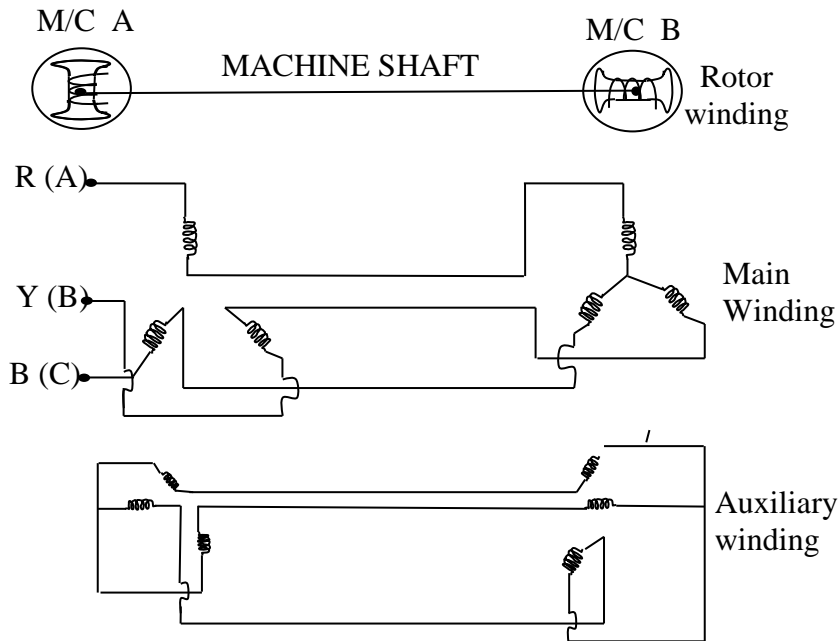 M/C A
M/C B
MACHINE SHAFT
Rotor
winding
R (A)
Main
Winding
Y (B)
B (C)
Auxiliary
winding